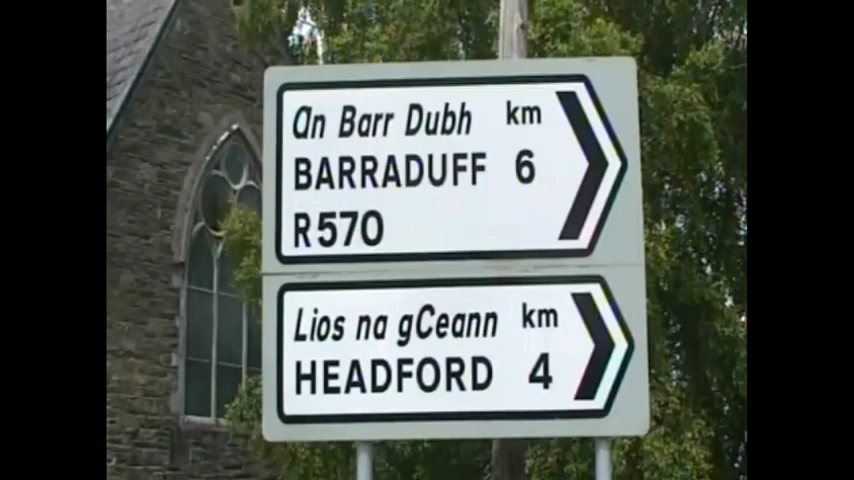 An Barr Dubh km
BARRADUFF 6
R570
Lios na gCeann km
HEADFORD 4